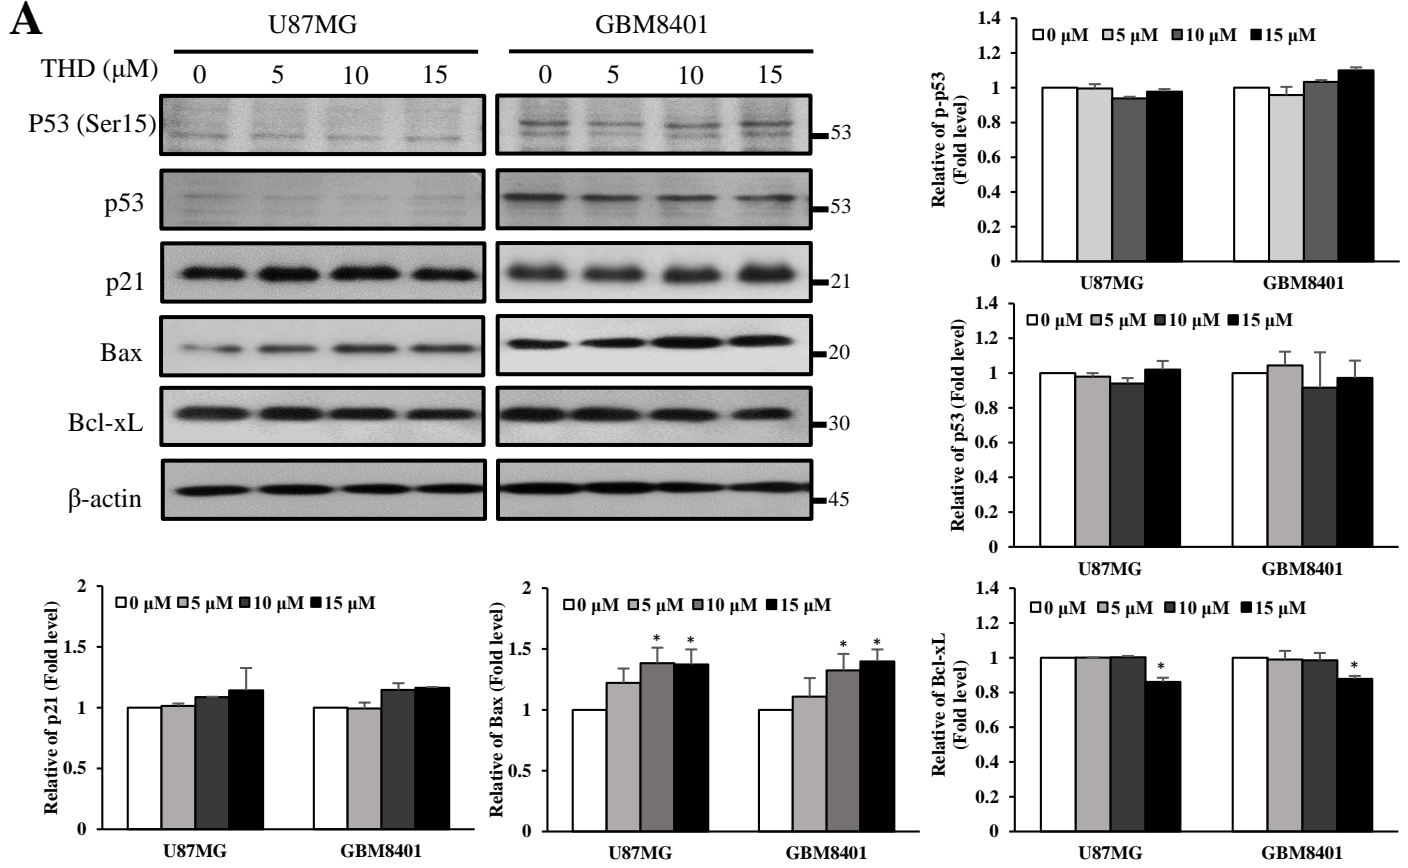 A
U87MG
GBM8401
THD (μM)
0 5 10 15
0 5 10 15
P53 (Ser15)
53
p53
53
p21
21
Bax
20
Bcl-xL
30
β-actin
45
Relative of p-p53
(Fold level)
1.4
1.2
1
0.8
0.6
0.4
0.2
0
0 μM 5 μM 10 μM 15 μM
U87MG GBM8401
Relative of p53 (Fold level)
1.4
1.2
1
0.8
0.6
0.4
0.2
0
0 μM 5 μM 10 μM 15 μM
U87MG GBM8401
Relative of p21 (Fold level)
2
1.5
1
0.5
0
0 μM 5 μM 10 μM 15 μM
U87MG GBM8401
Relative of Bax (Fold level)
2
1.5
1
0.5
0
0 μM 5 μM 10 μM 15 μM
* * * *
U87MG GBM8401
Relative of Bcl-xL
(Fold level)
1.4
1.2
1
0.8
0.6
0.4
0.2
0
0 μM 5 μM 10 μM 15 μM
* *
U87MG GBM8401